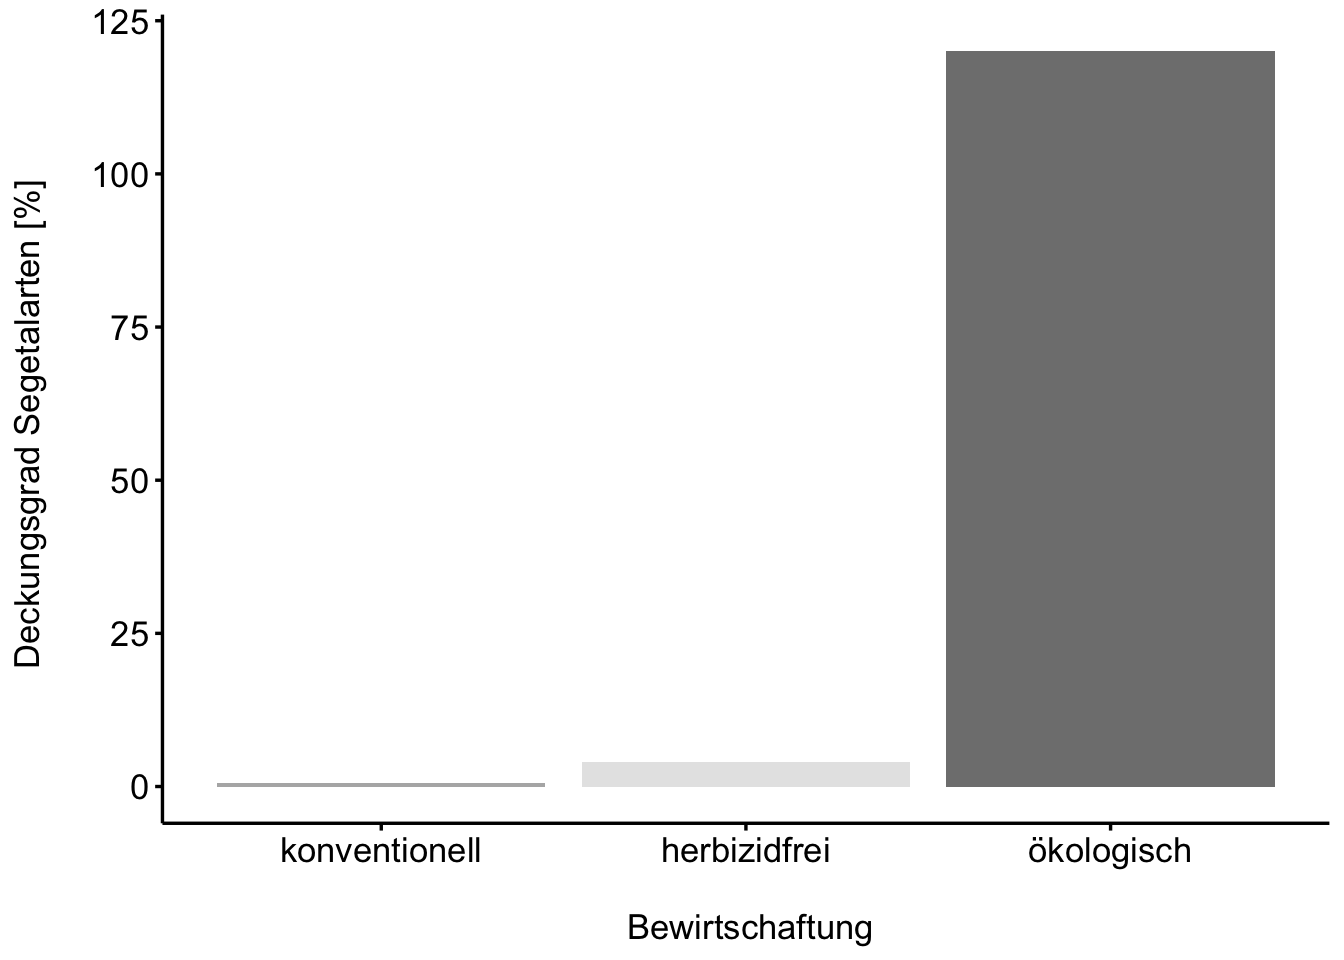 Deckungsgrad Segetalarten [%]
125
100
75
50
25
0
konventionell herbizidfrei ökologisch
Bewirtschaftung